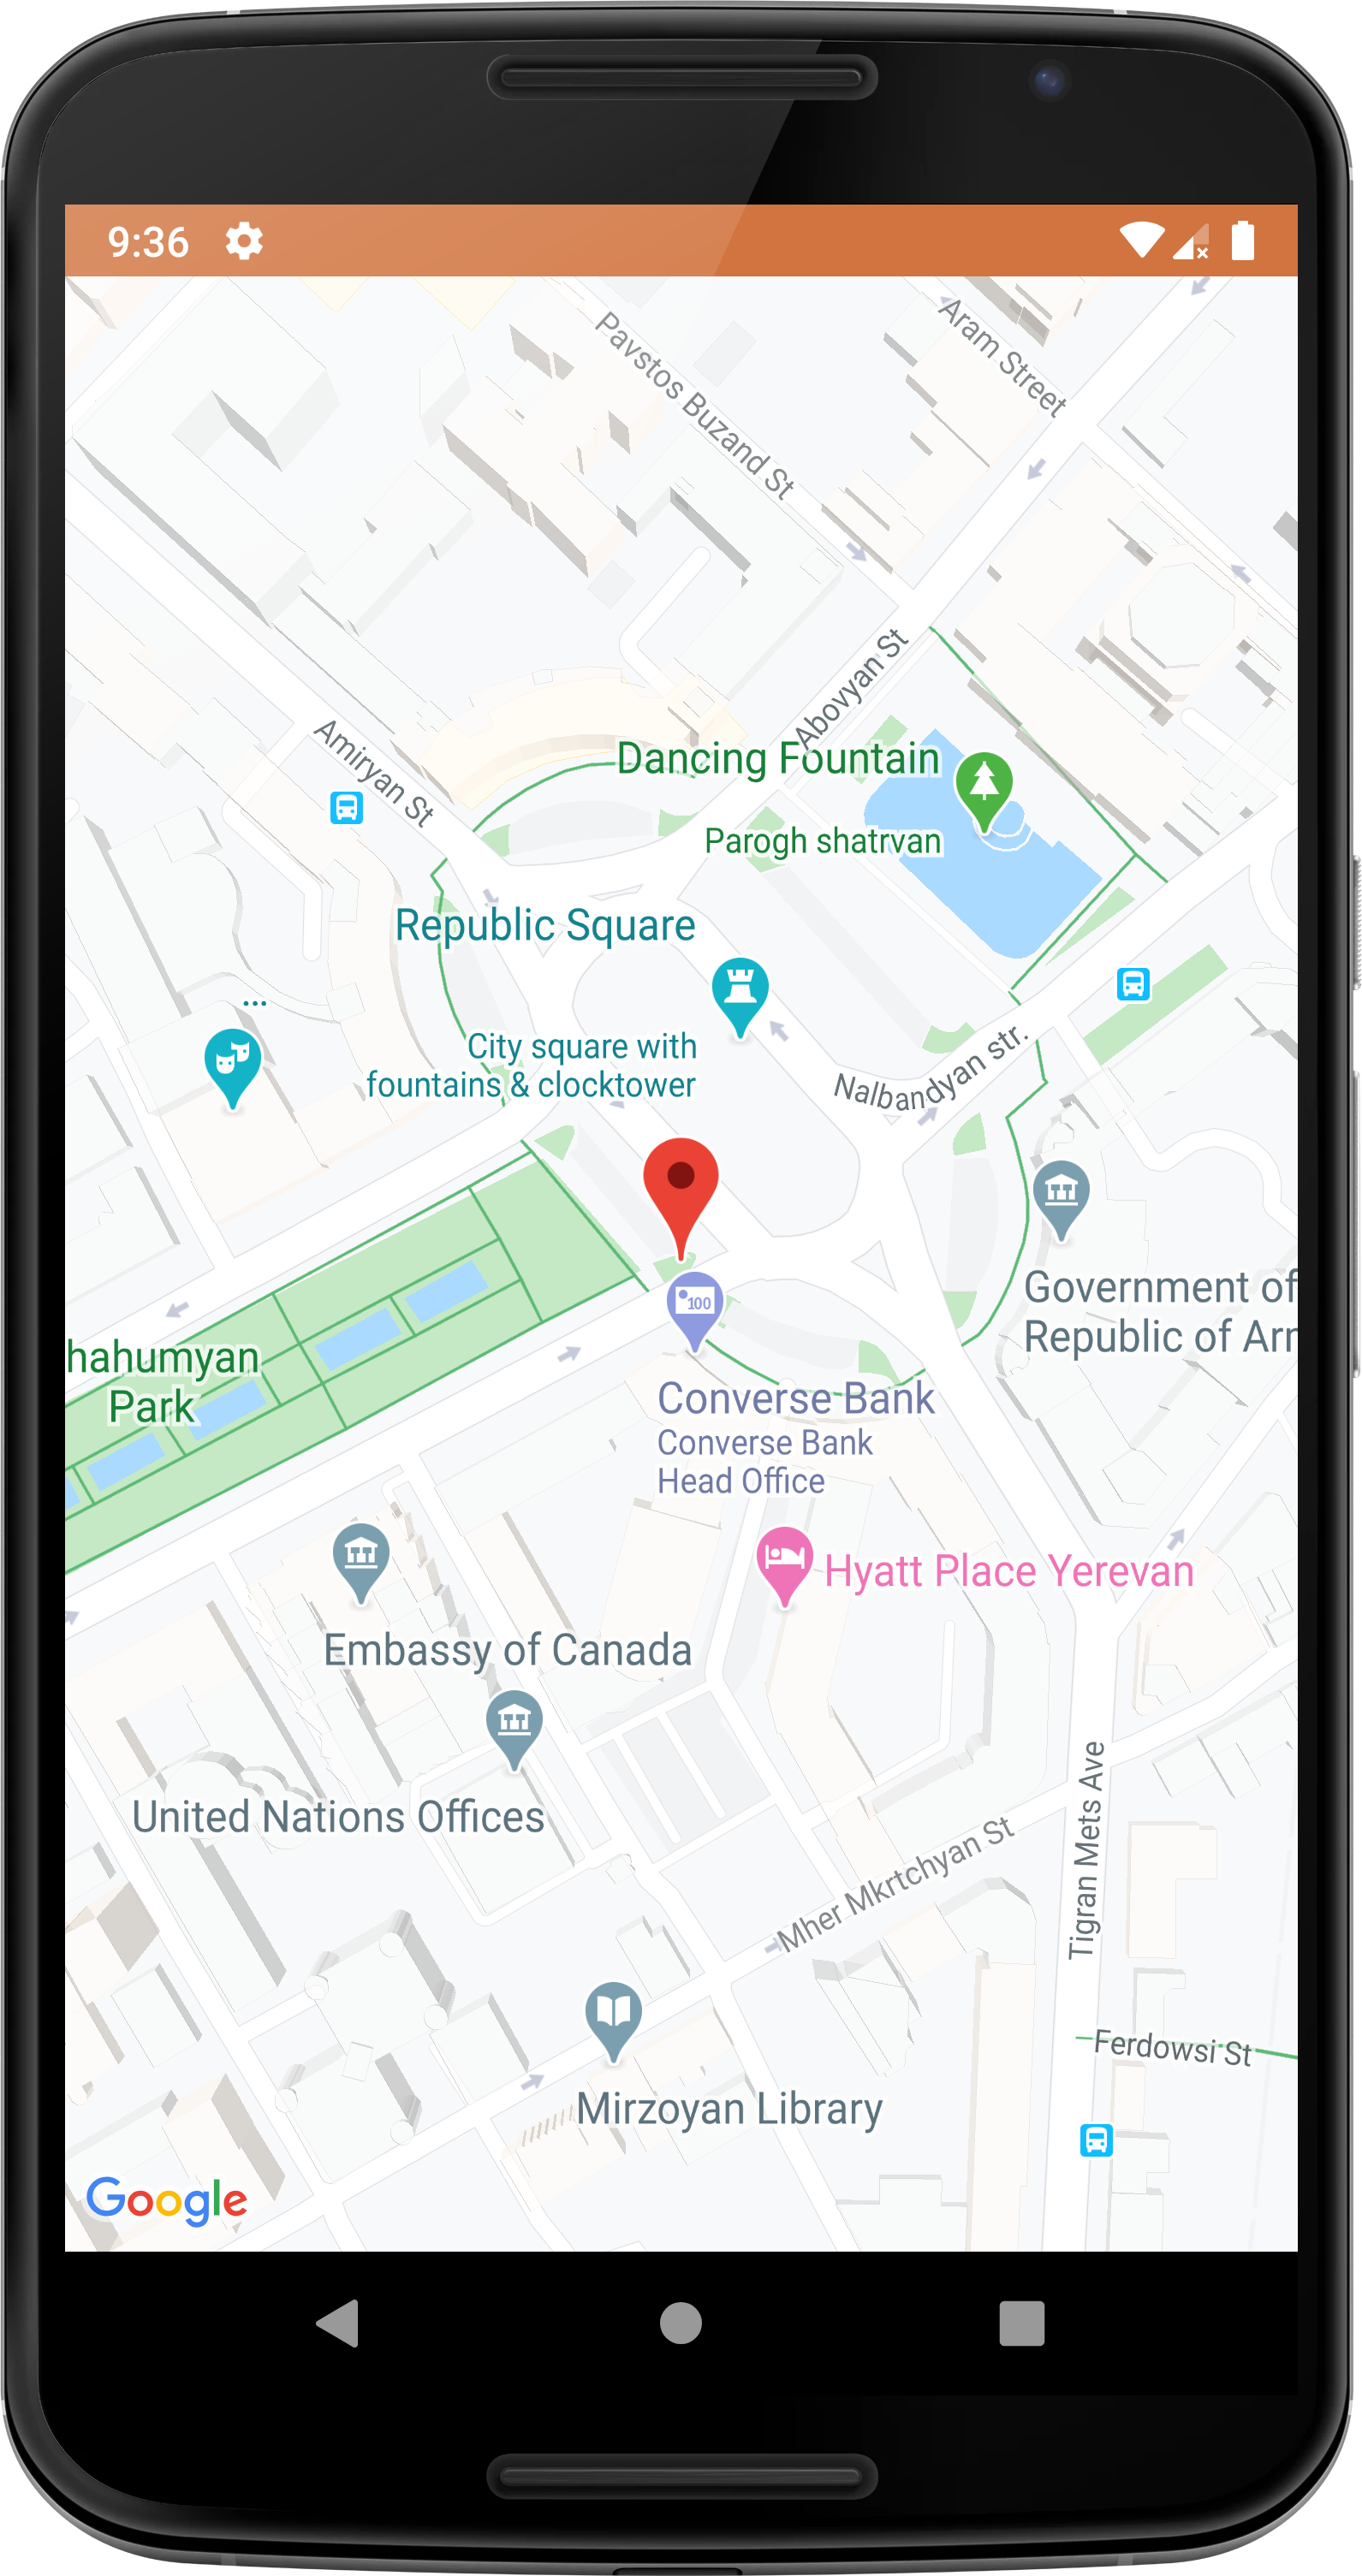 9:36
Aram Street
Pavstos Buzand St
Abovyan St
Amiryan St
Dancing Fountain
Parogh shatrvan
Republic Square
...
City square with
fountains & clocktower
Nalbandyan str.
100
Government of
Republic of Arr
hahumyan
Park
Converse Bank
Converse Bank
Head Office
Hyatt Place Yerevan
Embassy of Canada
United Nations Offices
Tigran Mets Ave
Mher Mkrtchyan St
Ferdowsi St
Mirzoyan Library
Google